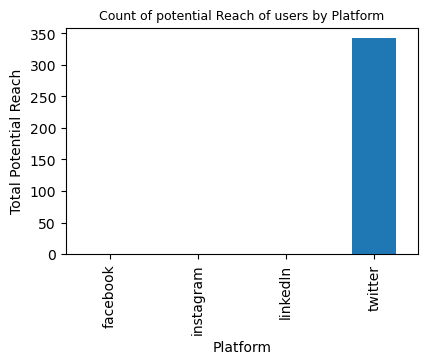 Count of potential Reach of users by Platform
Total Potential Reach
350
300
250
200
150
100
50
0
facebook
instagram
linkedIn
twitter
Platform